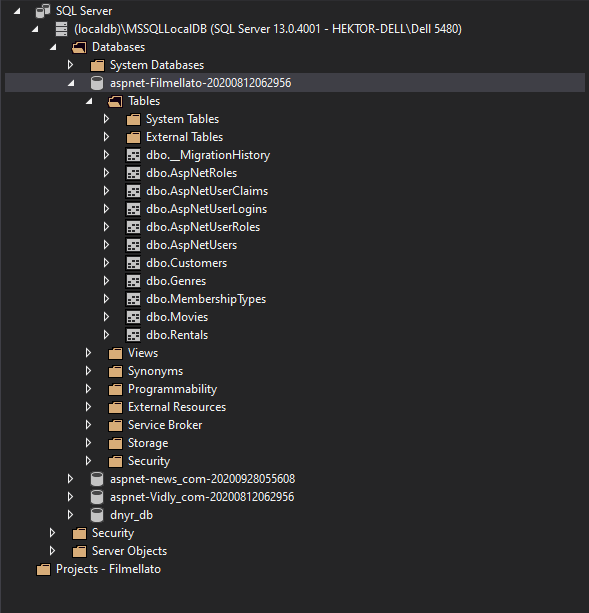 SQL Server
(localdb)\MSSQLLocalDB (SQL Server 13.0.4001 - HEKTOR-DELL\Dell 5480)
Databases
System Databases
aspnet-Filmellato-20200812062956
Tables
System Tables
External Tables
dbo.__MigrationHistory
dbo.AspNetRoles
dbo.AspNetUserClaims
dbo.AspNetUserLogins
dbo.AspNetUserRoles
dbo.AspNetUsers
dbo.Customers
dbo.Genres
dbo.MembershipTypes
dbo.Movies
dbo.Rentals
Views
Synonyms
Programmability
External Resources
Service Broker
Storage
Security
aspnet-news_com-20200928055608
aspnet-Vidly_com-20200812062956
dnyr_db
Security
Server Objects
Projects - Filmellato